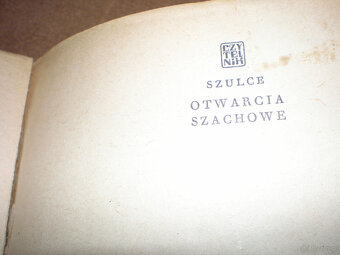 CZY
TEL
NIK
SZULCE
OTWARCIA
SZACHOWE